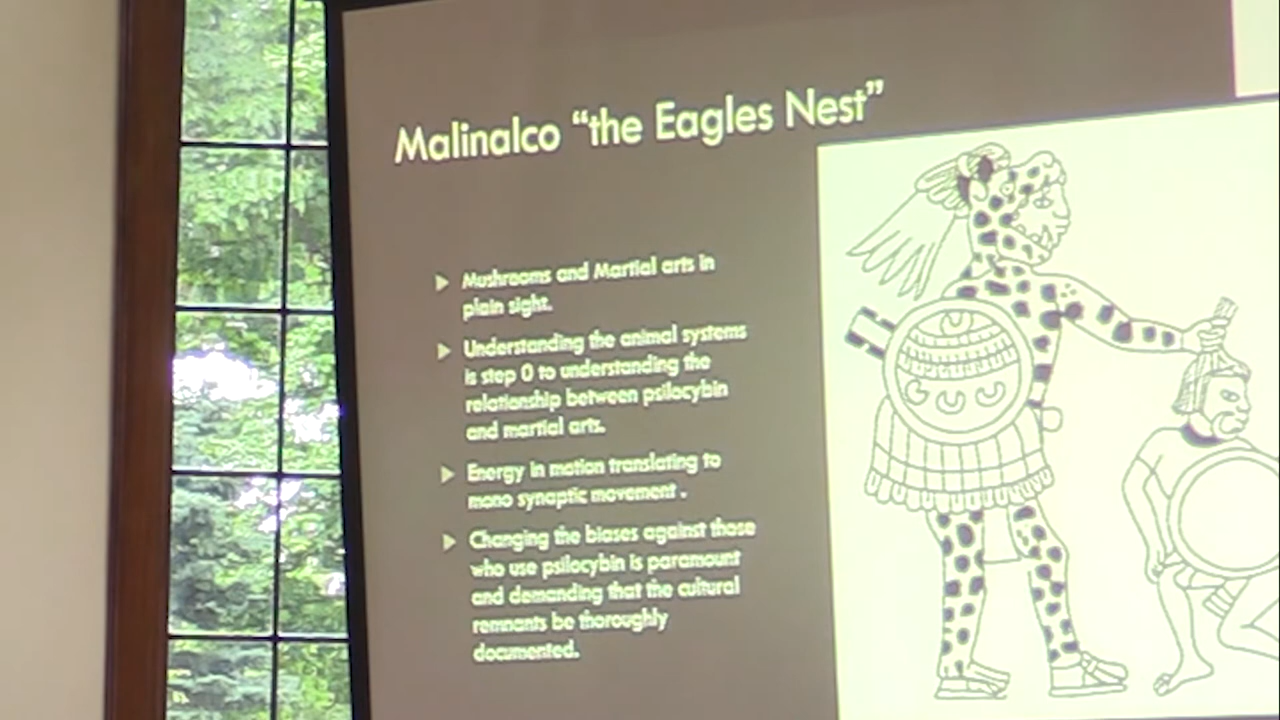 Malinalco “the Eagles Nest”
Mushrooms and Martial arts in
plain sight.
Understanding the animal systems
is step 0 to understanding the
relationship between psilocybin
and martial arts.
Energy in motion translating to
mono synaptic movement .
Changing the biases against those
who use psilocybin is paramount
and demanding that the cultural
remnants be thoroughly
documented.